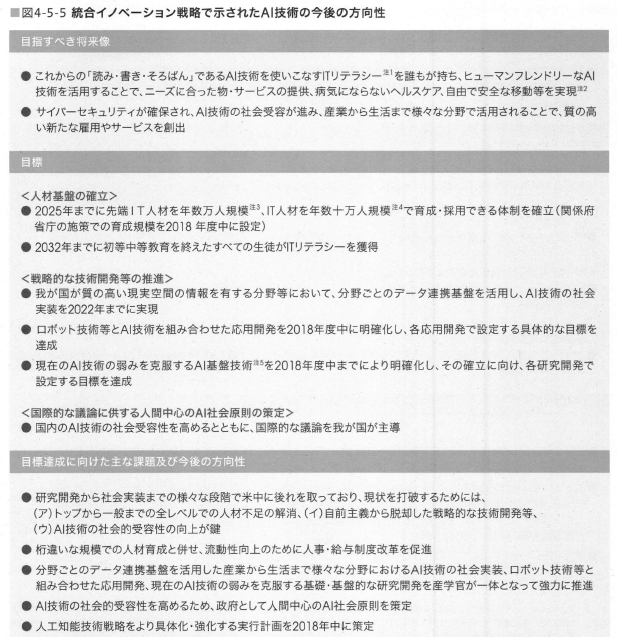 ■図4-5-5 統合イノベーション戦略で示されたAI技術の今後の方向性
目指すべき将来像
● これからの「読み・書き・そろばん」であるAI技術を使いこなすITリテラシー注1を誰もが持ち、ヒューマンフレンドリーなAI
技術を活用することで、ニーズに合った物・サービスの提供、病気にならないヘルスケア、自由で安全な移動等を実現注2
● サイバーセキュリティが確保され、AI技術の社会受容が進み、産業から生活まで様々な分野で活用されることで、質の高
い新たな雇用やサービスを創出
目標
＜人材基盤の確立＞
● 2025年までに先端IT人材を年数万人規模注3、IT人材を年数十万人規模注4で育成・採用できる体制を確立(関係府
省庁の施策での育成規模を2018 年度中に設定)
● 2032年までに初等中等教育を終えたすべての生徒がITリテラシーを獲得
＜戦略的な技術開発等の推進＞
● 我が国が質の高い現実空間の情報を有する分野等において、分野ごとのデータ連携基盤を活用し、AI技術の社会
実装を2022年までに実現
● ロボット技術等とAI技術を組み合わせた応用開発を2018年度中に明確化し、各応用開発で設定する具体的な目標を
達成
● 現在のAI技術の弱みを克服するAI基盤技術注5を2018年度中までにより明確化し、その確立に向け、各研究開発で
設定する目標を達成
＜国際的な議論に供する人間中心のAI社会原則の策定＞
● 国内のAI技術の社会受容性を高めるとともに、国際的な議論を我が国が主導
目標達成に向けた主な課題及び今後の方向性
● 研究開発から社会実装までの様々な段階で米中に後れを取っており、現状を打破するためには、
(ア)トップから一般までの全レベルでの人材不足の解消、(イ)自前主義から脱却した戦略的な技術開発等、
(ウ)AI技術の社会的受容性の向上が鍵
● 桁違いな規模での人材育成と併せ、流動性向上のために人事・給与制度改革を促進
● 分野ごとのデータ連携基盤を活用した産業から生活まで様々な分野におけるAI技術の社会実装、ロボット技術等と
組み合わせた応用開発、現在のAI技術の弱みを克服する基礎・基盤的な研究開発を産学官が一体となって強力に推進
● AI技術の社会的受容性を高めるため、政府として人間中心のAI社会原則を策定
● 人工知能技術戦略をより具体化・強化する実行計画を2018年中に策定